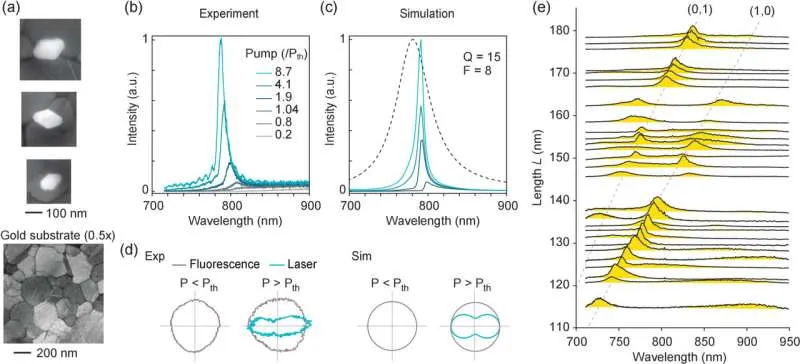 (a)
100 nm
Gold substrate (0.5x)
200 nm
(b)
Experiment
Intensity (a.u.)
1
0
Pump (/Pth)
8.7
4.1
1.9
1.04
0.8
0.2
700
800
900
Wavelength (nm)
(c)
Simulation
Intensity (a.u.)
1
0
Q = 15
F = 8
700
800
900
Wavelength (nm)
(d)
Exp
Fluorescence
Laser
P < Pth
P > Pth
Sim
P < Pth
P > Pth
(e)
(0,1)
(1,0)
Length L (nm)
180
170
160
150
140
130
120
110
700
750
800
850
900
950
Wavelength (nm)